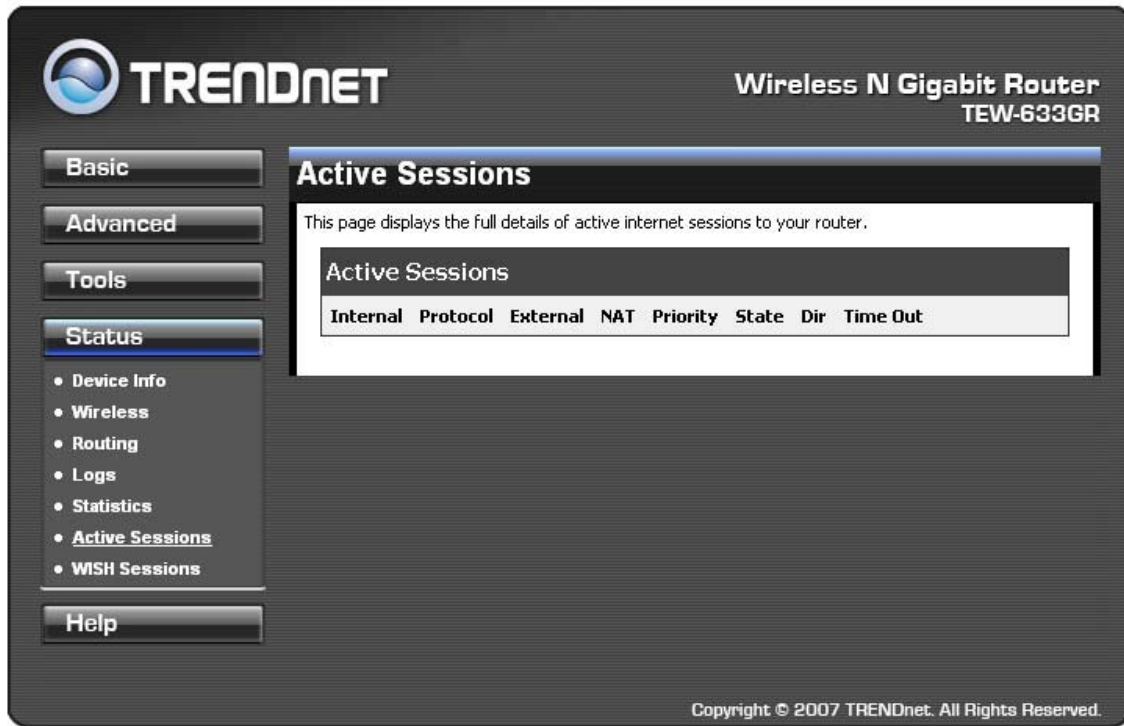 TRENDNET
Wireless N Gigabit Router
TEW-633GR
Basic
Advanced
Tools
Status
Device Info
Wireless
Routing
Logs
Statistics
Active Sessions
WISH Sessions
Help
Active Sessions
This page displays the full details of active internet sessions to your router.
Active Sessions
Internal Protocol External NAT Priority State Dir Time Out
Copyright © 2007 TRENDnet. All Rights Reserved.